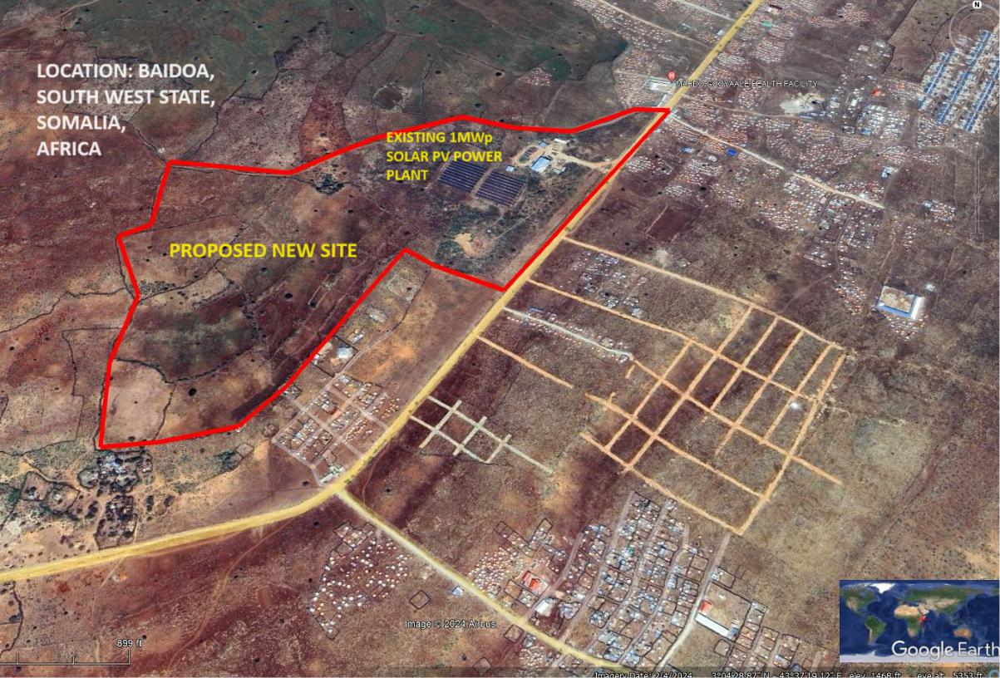 LOCATION: BAIDOA,
SOUTH WEST STATE,
SOMALIA,
AFRICA
N
MARDO GOOYAALE HEALTH FACILITY
H
EXISTING 1MWp
SOLAR PV POWER
PLANT
PROPOSED NEW SITE
Image © 2024 Airbus
899 ft
Google Earth
Imagery Date: 2/4/2024 3°04'28.87" N 43°37'19.12" E elev 1468 ft eye alt 5353 ft